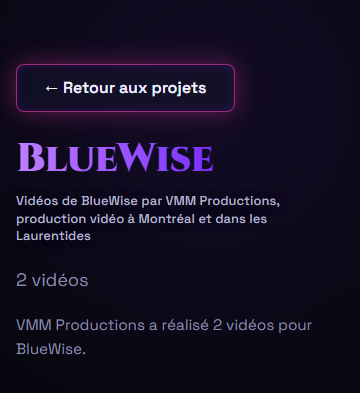 ← Retour aux projets
BlueWise
Vidéos de BlueWise par VMM Productions,
production vidéo à Montréal et dans les
Laurentides
2 vidéos
VMM Productions a réalisé 2 vidéos pour
BlueWise.